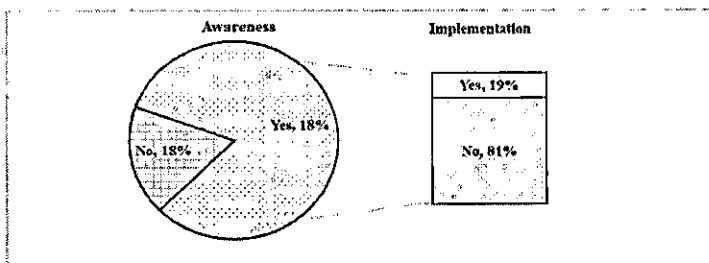 Awareness
Implementation
Yes, 19%
Yes, 18%
No, 18%
No, 81%